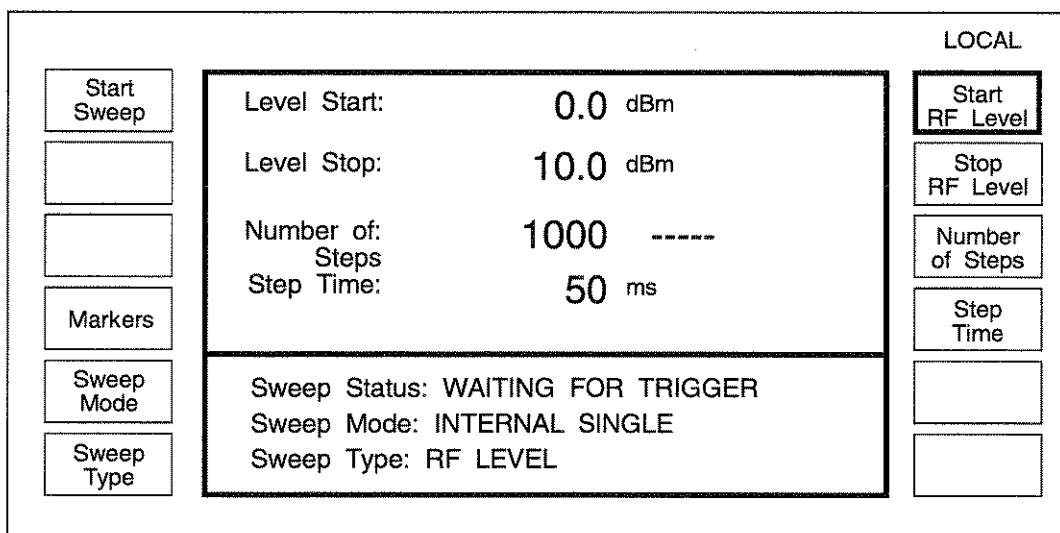 LOCAL
Start
Sweep
Markers
Sweep
Mode
Sweep
Type
Level Start: 0.0 dBm
Level Stop: 10.0 dBm
Number of: 1000 -----
Steps
Step Time: 50 ms
Sweep Status: WAITING FOR TRIGGER
Sweep Mode: INTERNAL SINGLE
Sweep Type: RF LEVEL
Start
RF Level
Stop
RF Level
Number
of Steps
Step
Time